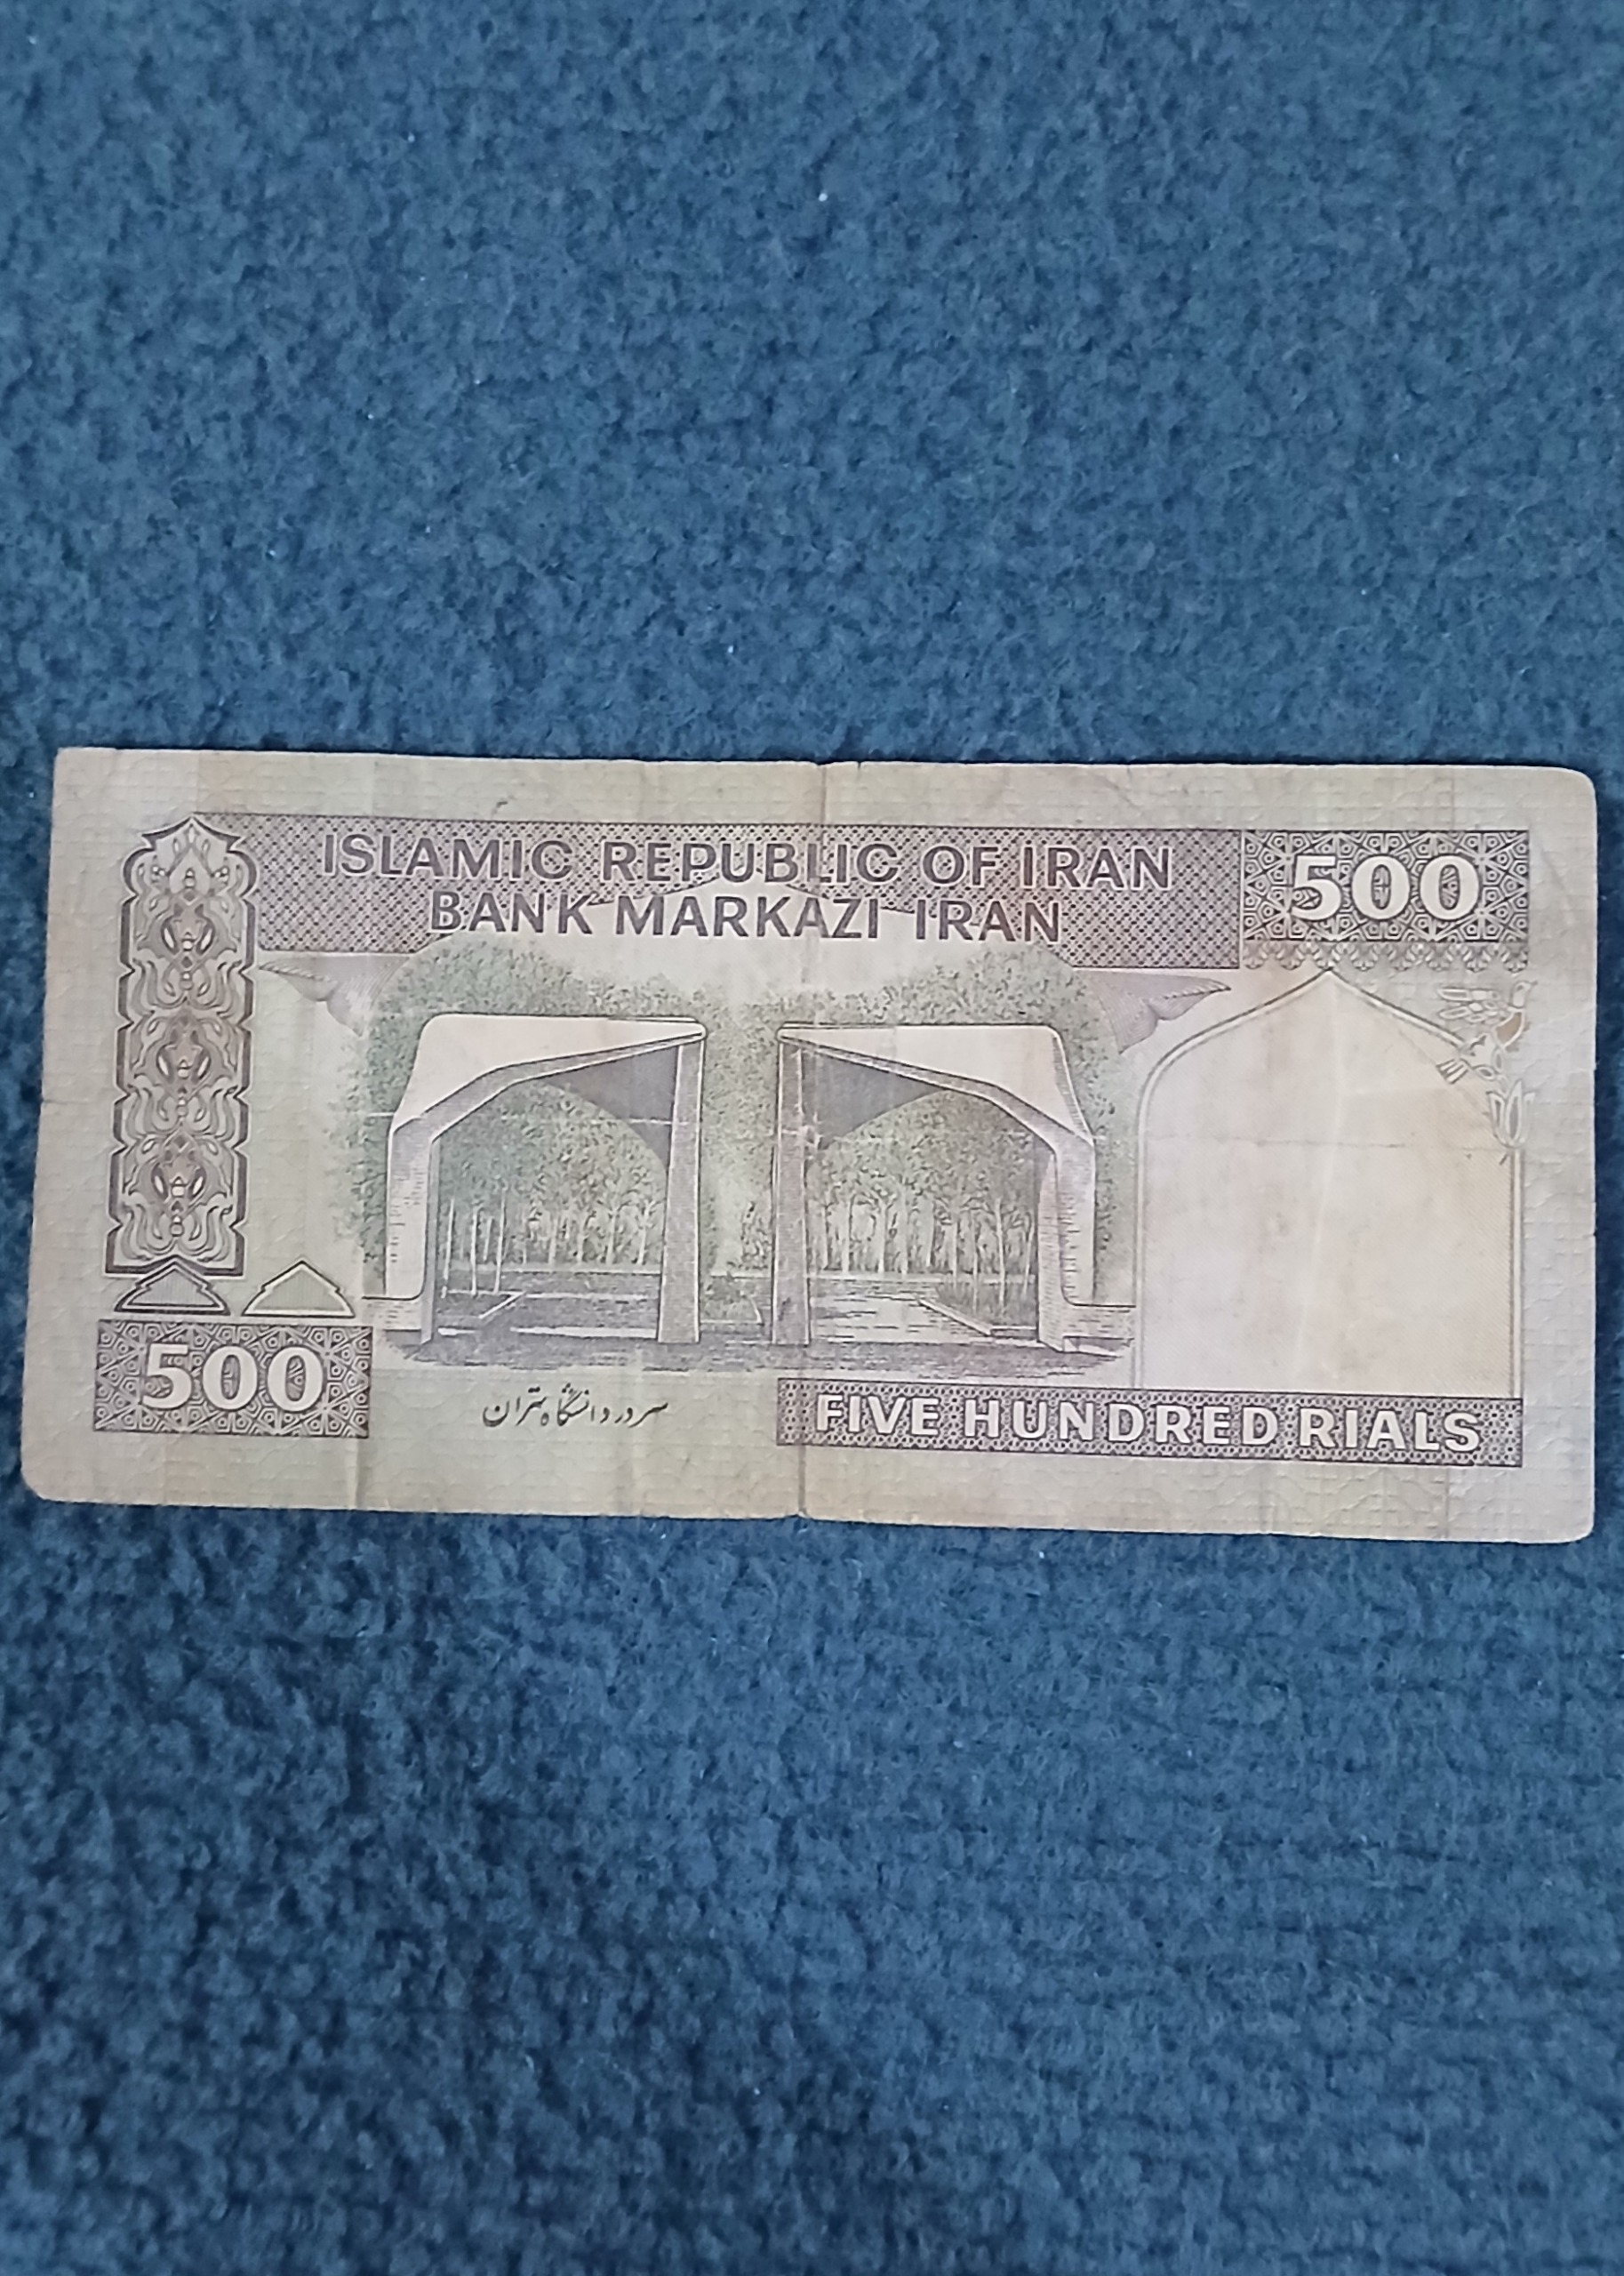 ISLAMIC REPUBLIC OF IRAN
500
BANK MARKAZI IRAN
500
سردر دانشگاه تهران
FIVE HUNDRED RIALS